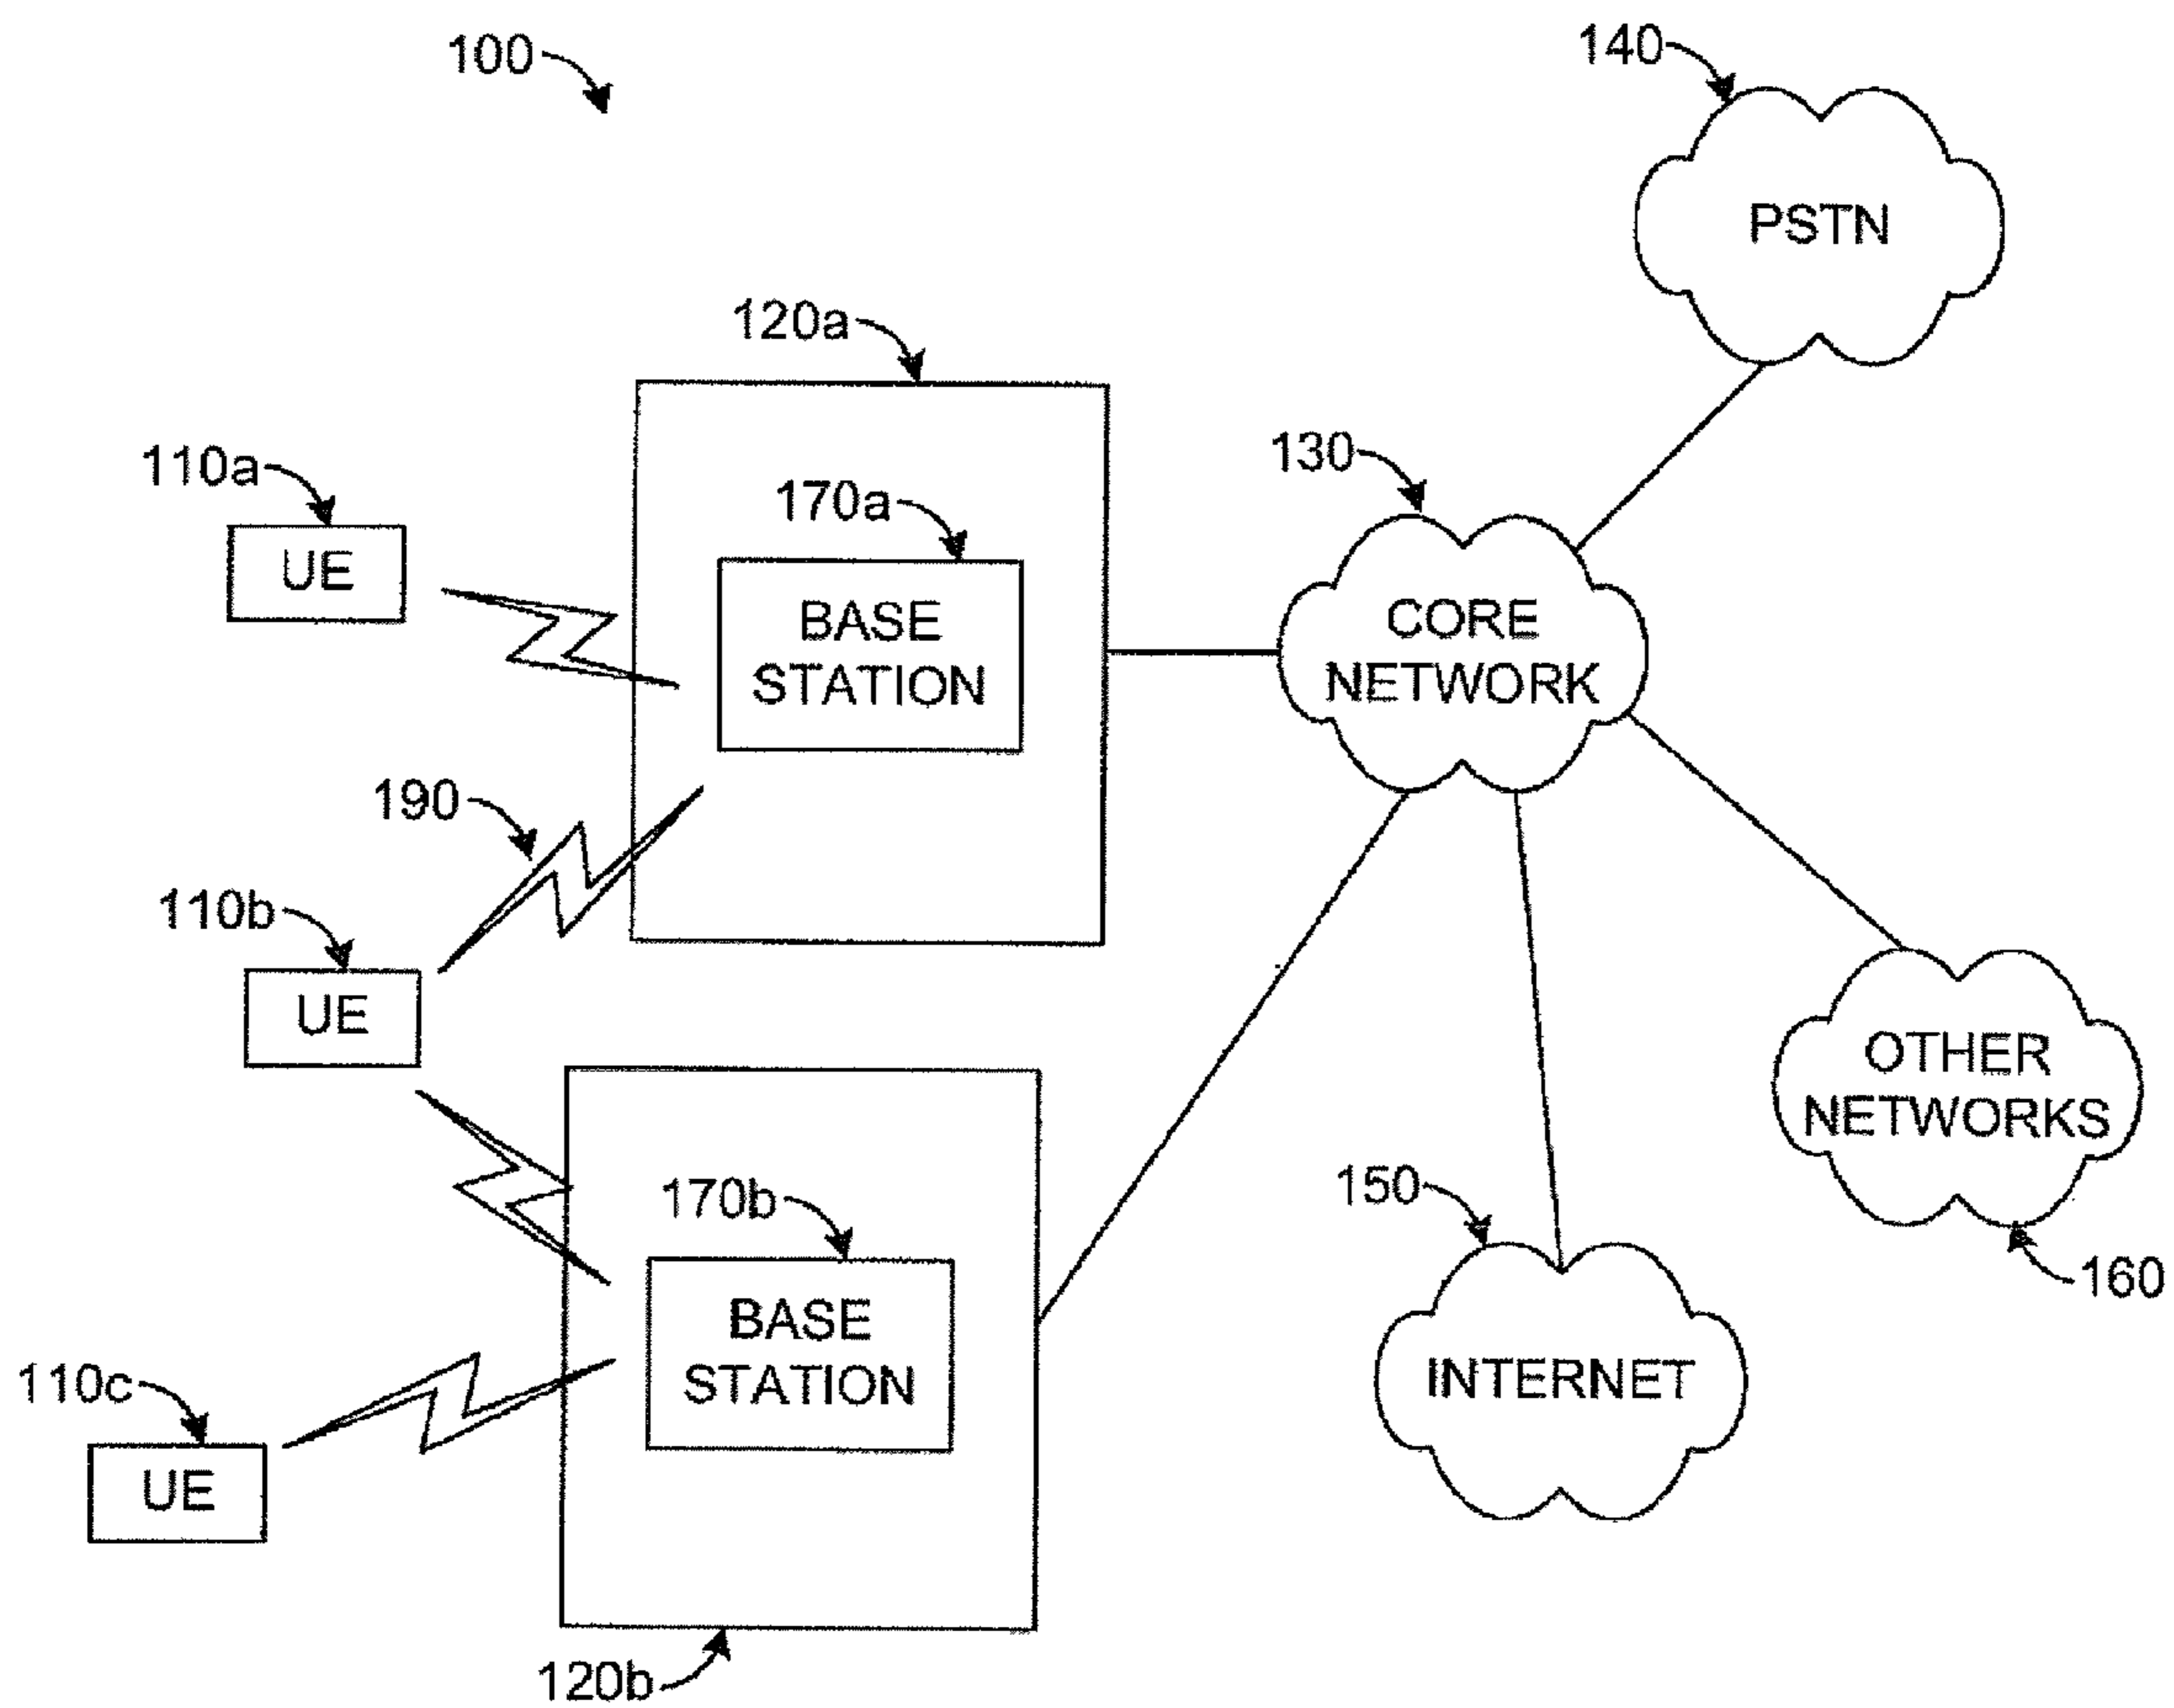 100
140
PSTN
120a
110a
UE
170a
BASE
STATION
130
CORE
NETWORK
190
110b
UE
OTHER
NETWORKS
160
170b
BASE
STATION
150
INTERNET
110c
UE
120b